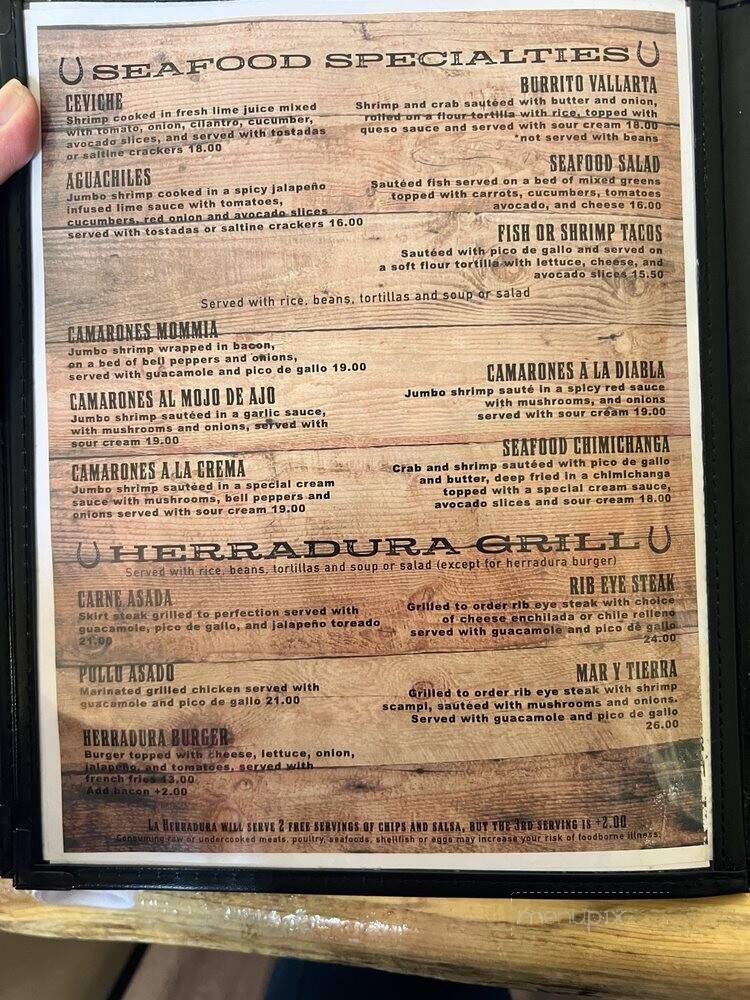 SEAFOOD SPECIALTIES
CEVICHE
Shrimp cooked in fresh lime juice mixed
with tomato, onion, cilantro, cucumber,
avocado slices, and served with tostadas
or saltine crackers 18.00
AGUACHILES
Jumbo shrimp cooked in a spicy jalapeño
infused lime sauce with tomatoes,
cucumbers, red onion and avocado slices
served with tostadas or saltine crackers 16.00
BURRITO VALLARTA
Shrimp and crab sautéed with butter and onion,
rolled on a flour tortilla with rice, topped with
queso sauce and served with sour cream 18.00
*not served with beans
SEAFOOD SALAD
Sautéed fish served on a bed of mixed greens
topped with carrots, cucumbers, tomatoes
avocado, and cheese 16.00
FISH OR SHRIMP TACOS
Sautéed with pico de gallo and served on
a soft flour tortilla with lettuce, cheese, and
avocado slices 15.50
Served with rice, beans, tortillas and soup or salad
CAMARONES MOMMIA
Jumbo shrimp wrapped in bacon,
on a bed of bell peppers and onions,
served with guacamole and pico de gallo 19.00
CAMARONES AL MOJO DE AJO
Jumbo shrimp sautéed in a garlic sauce,
with mushrooms and onions, served with
sour cream 19.00
CAMARONES A LA CREMA
Jumbo shrimp sautéed in a special cream
sauce with mushrooms, bell peppers and
onions served with sour cream 19.00
CAMARONES A LA DIABLA
Jumbo shrimp sauté in a spicy red sauce
with mushrooms, and onions
served with sour cream 19.00
SEAFOOD CHIMICHANGA
Crab and shrimp sautéed with pico de gallo
and butter, deep fried in a chimichanga
topped with a special cream sauce,
avocado slices and sour cream 18.00
HERRADURA GRILL
Served with rice, beans, tortillas and soup or salad (except for herradura burger)
CARNE ASADA
Skirt steak grilled to perfection served with
guacamole, pico de gallo, and jalapeño toreado
21.00
POLLO ASADO
Marinated grilled chicken served with
guacamole and pico de gallo 21.00
HERRADURA BURGER
Burger topped with cheese, lettuce, onion,
jalapeño, and tomatoes, served with
french fries 13.00
Add bacon +2.00
RIB EYE STEAK
Grilled to order rib eye steak with choice
of cheese enchilada or chile relleno
served with guacamole and pico de gallo
24.00
MAR Y TIERRA
Grilled to order rib eye steak with shrimp
scampi, sautéed with mushrooms and onions.
Served with guacamole and pico de gallo
26.00
LA HERRADURA WILL SERVE 2 FREE SERVINGS OF CHIPS AND SALSA, BUT THE 3RD SERVING IS +2.00
Consuming raw or undercooked meats, poultry, seafoods, shellfish or eggs may increase your risk of foodborne illness.
menupix